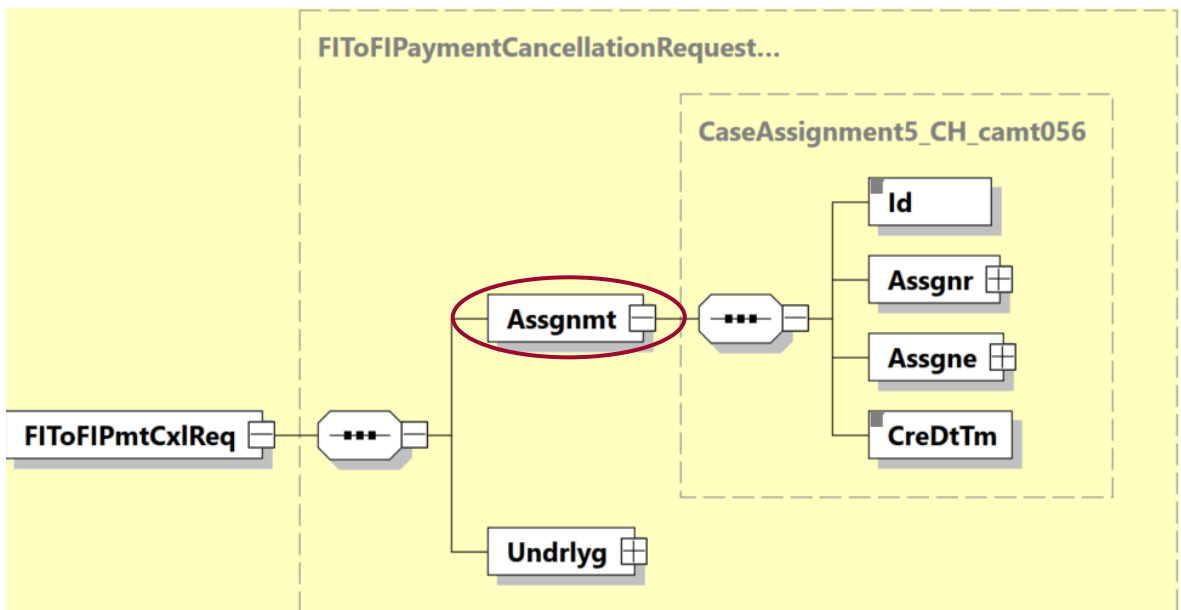 FIToFIPaymentCancellationRequest...
CaseAssignment5_CH_camt056
Id
Assgnr
Assgnmt
Assgne
FIToFIPmtCxlReq
CreDtTm
Undrlyg